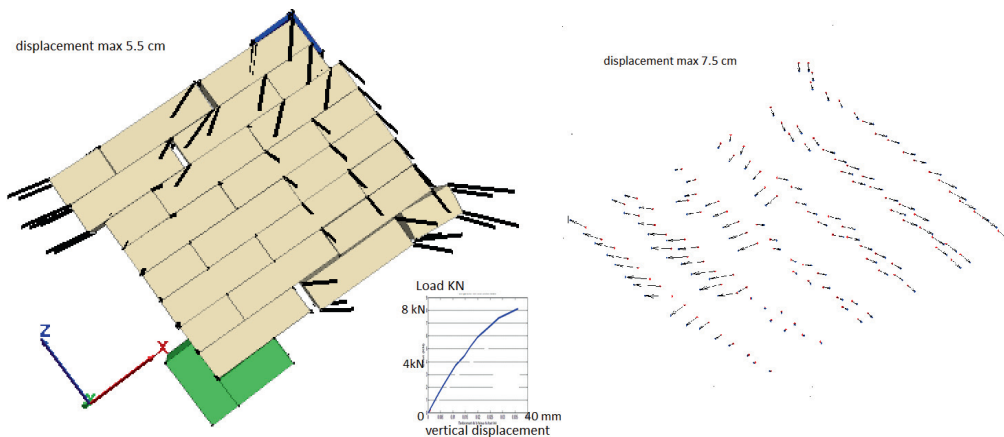 displacement max 5.5 cm
displacement max 7.5 cm
Load KN
8 kN
4kN
0
40 mm
vertical displacement
Z
X
Y